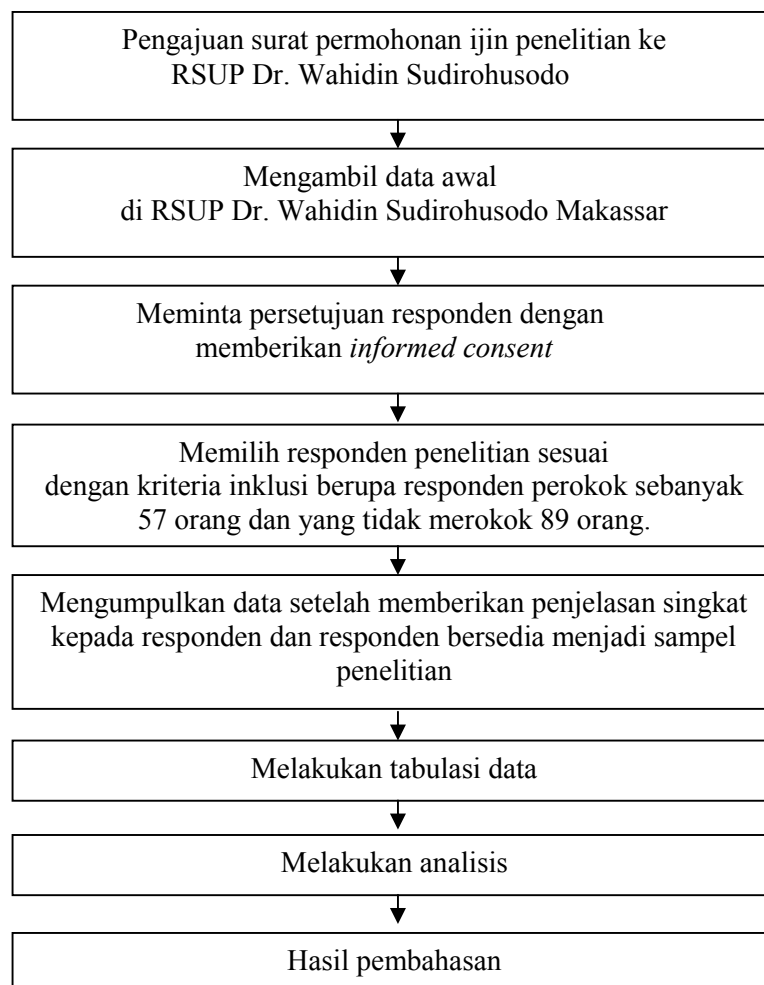 Pengajuan surat permohonan ijin penelitian ke
RSUP Dr. Wahidin Sudirohusodo
Mengambil data awal
di RSUP Dr. Wahidin Sudirohusodo Makassar
Meminta persetujuan responden dengan
memberikan informed consent
Memilih responden penelitian sesuai
dengan kriteria inklusi berupa responden perokok sebanyak
57 orang dan yang tidak merokok 89 orang.
Mengumpulkan data setelah memberikan penjelasan singkat
kepada responden dan responden bersedia menjadi sampel
penelitian
Melakukan tabulasi data
Melakukan analisis
Hasil pembahasan